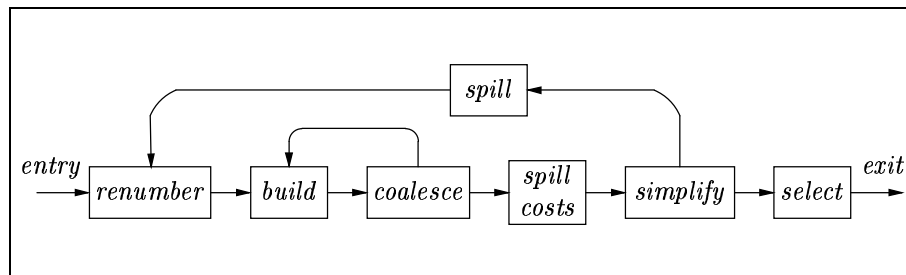 spill
entry
renumber
build
coalesce
spill
costs
simplify
select
exit